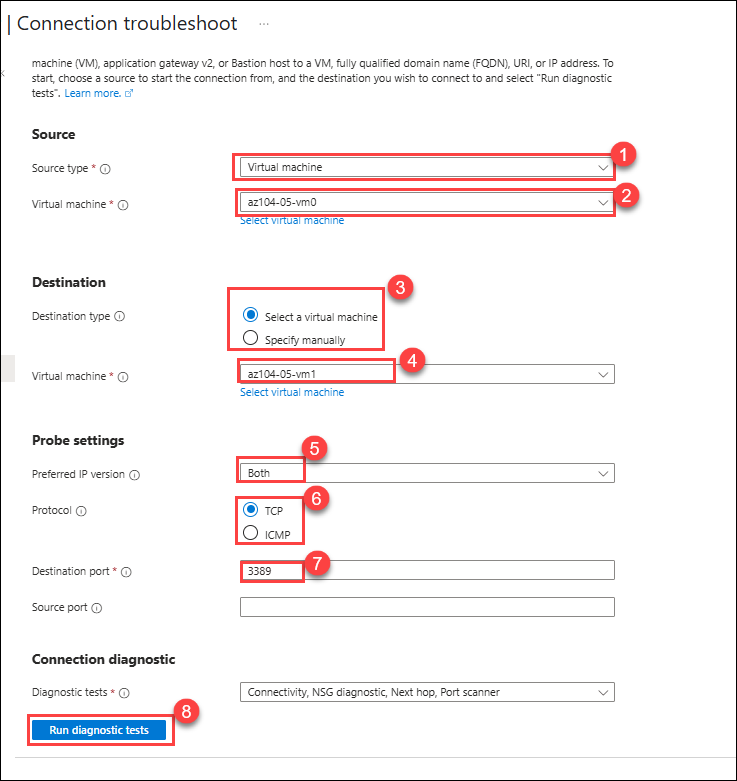 Connection troubleshoot ...
machine (VM), application gateway v2, or Bastion host to a VM, fully qualified domain name (FQDN), URI, or IP address. To
start, choose a source to start the connection from, and the destination you wish to connect to and select "Run diagnostic
tests". Learn more.
Source
1
Source type * Virtual machine
2
Virtual machine * az104-05-vm0
Select virtual machine
Destination
3
Destination type Select a virtual machine
Specify manually
4
Virtual machine * az104-05-vm1
Select virtual machine
Probe settings
5
Preferred IP version Both
6
Protocol TCP
ICMP
7
Destination port * 3389
Source port
Connection diagnostic
Diagnostic tests * Connectivity, NSG diagnostic, Next hop, Port scanner
8
Run diagnostic tests